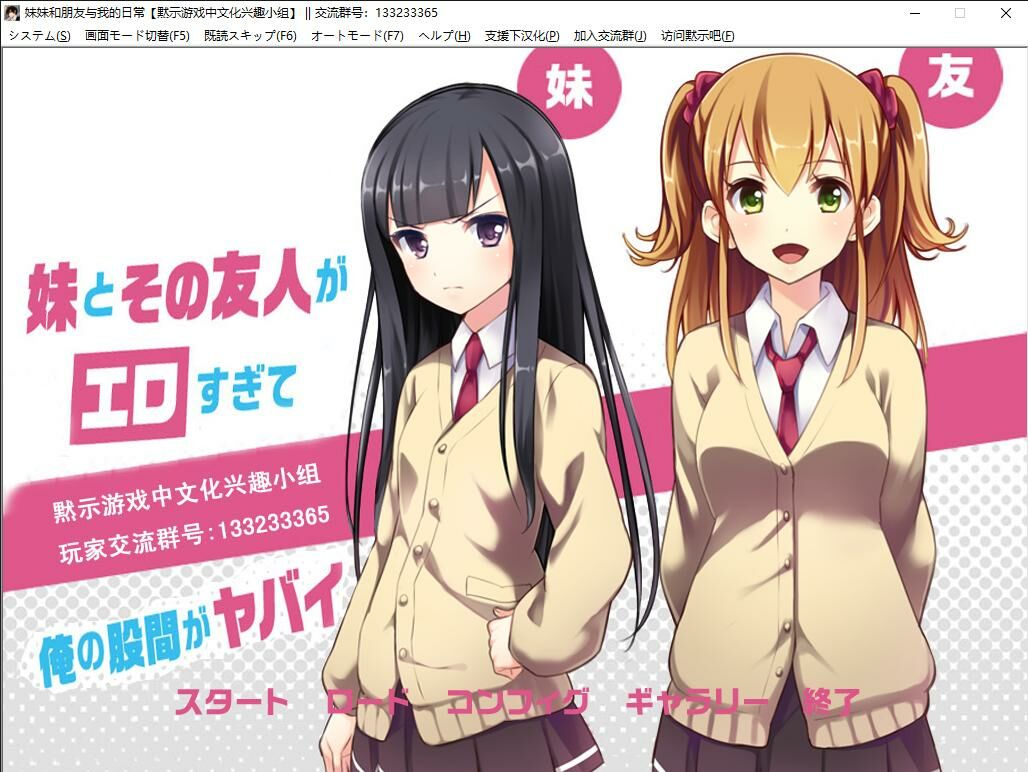 妹妹和朋友与我的日常【黙示游戏中文化兴趣小组】 || 交流群号：133233365
システム(S) 画面モード切替(F5) 既読スキップ(F6) オートモード(F7) ヘルプ(H) 支援下汉化(P) 加入交流群(J) 访问黙示吧(F)
妹
友
妹とその友人が
エロすぎて
黙示游戏中文化兴趣小组
玩家交流群号:133233365
俺の股間がヤバイ
スタート ロード コンフィグ ギャラリー 終了